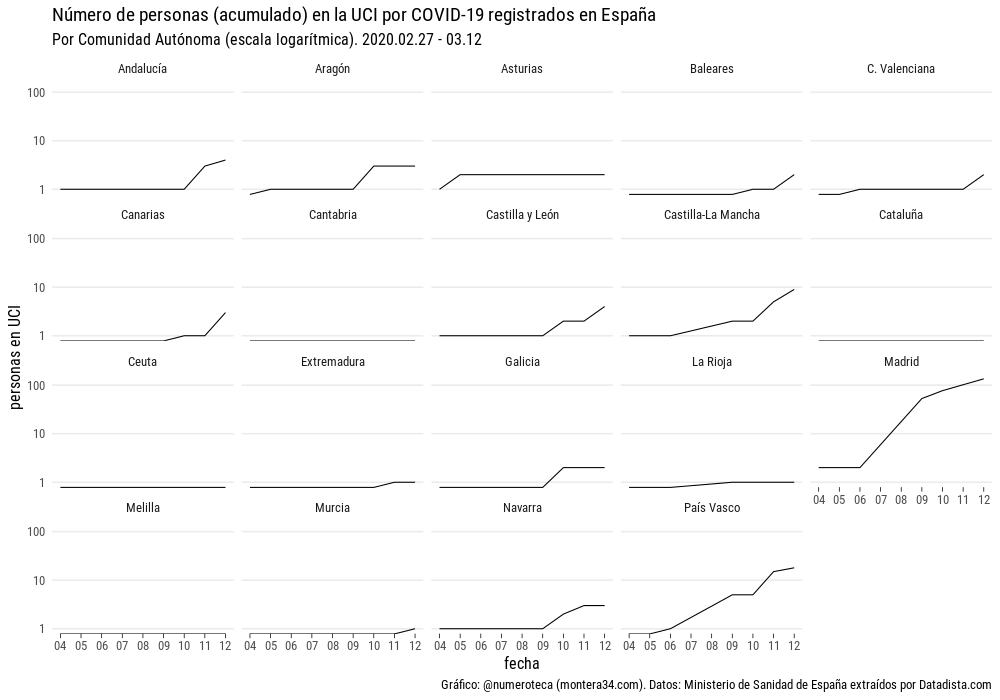 Número de personas (acumulado) en la UCI por COVID-19 registrados en España
Por Comunidad Autónoma (escala logarítmica). 2020.02.27 - 03.12
Andalucía Aragón Asturias Baleares C. Valenciana
100
10
1
Canarias Cantabria Castilla y León Castilla-La Mancha Cataluña
100
10
1
personas en UCI
Ceuta Extremadura Galicia La Rioja Madrid
100
10
1
04 05 06 07 08 09 10 11 12
Melilla Murcia Navarra País Vasco
100
10
1
04 05 06 07 08 09 10 11 12 04 05 06 07 08 09 10 11 12 04 05 06 07 08 09 10 11 12 04 05 06 07 08 09 10 11 12
fecha
Gráfico: @numeroteca (montera34.com). Datos: Ministerio de Sanidad de España extraídos por Datadista.com